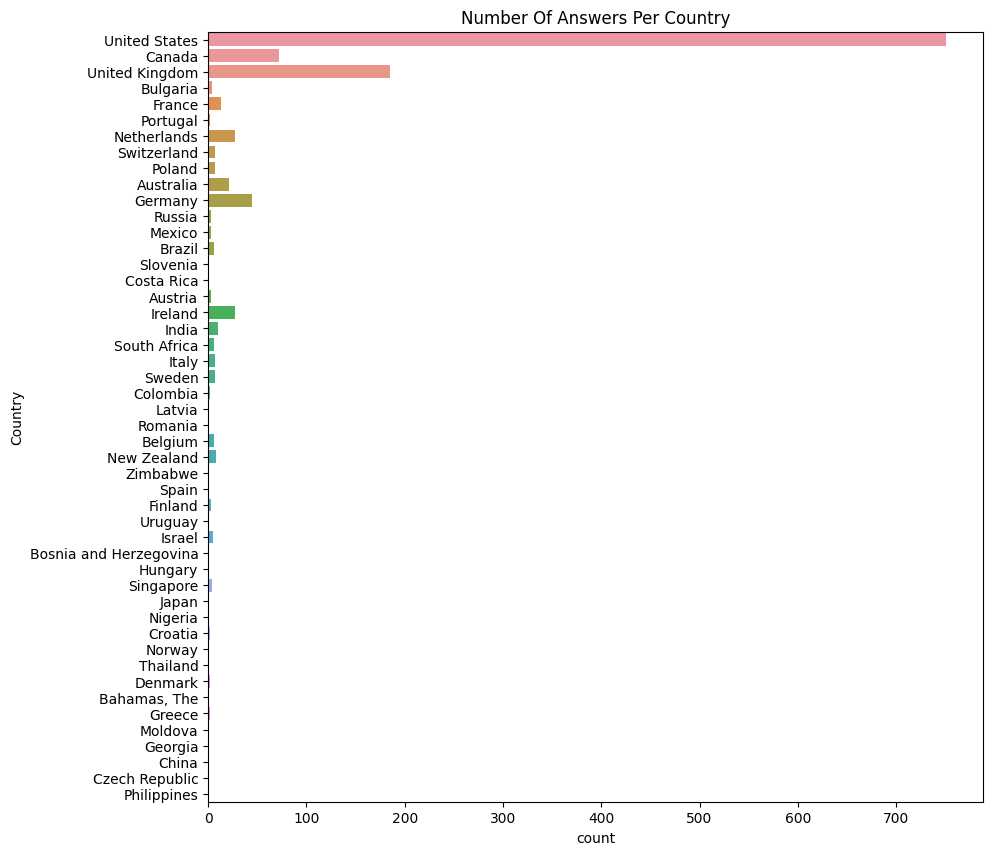 Number Of Answers Per Country
United States
Canada
United Kingdom
Bulgaria
France
Portugal
Netherlands
Switzerland
Poland
Australia
Germany
Russia
Mexico
Brazil
Slovenia
Costa Rica
Austria
Ireland
India
South Africa
Italy
Sweden
Colombia
Latvia
Romania
Belgium
New Zealand
Zimbabwe
Spain
Finland
Uruguay
Israel
Bosnia and Herzegovina
Hungary
Singapore
Japan
Nigeria
Croatia
Norway
Thailand
Denmark
Bahamas, The
Greece
Moldova
Georgia
China
Czech Republic
Philippines
Country
0 100 200 300 400 500 600 700
count